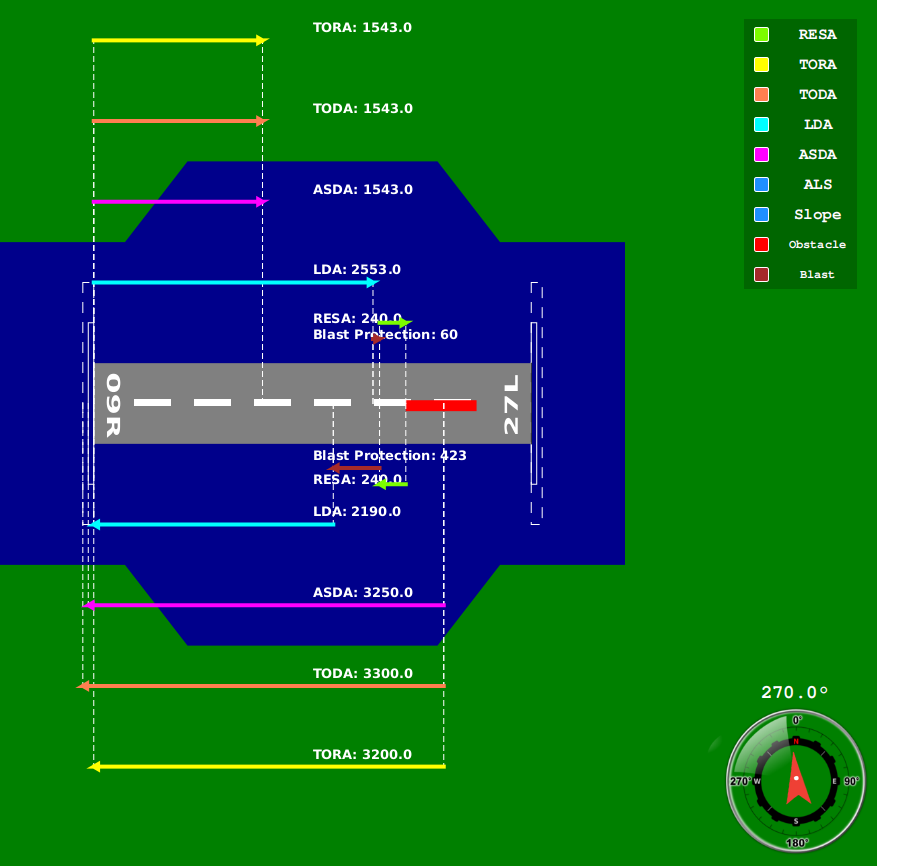 TORA: 1543.0
TODA: 1543.0
ASDA: 1543.0
LDA: 2553.0
RESA: 240.0
Blast Protection: 60
09R
27L
Blast Protection: 423
RESA: 240.0
LDA: 2190.0
ASDA: 3250.0
TODA: 3300.0
TORA: 3200.0
RESA
TORA
TODA
LDA
ASDA
ALS
Slope
Obstacle
Blast
270.0°
0°
N
270° W E 90°
S
180°